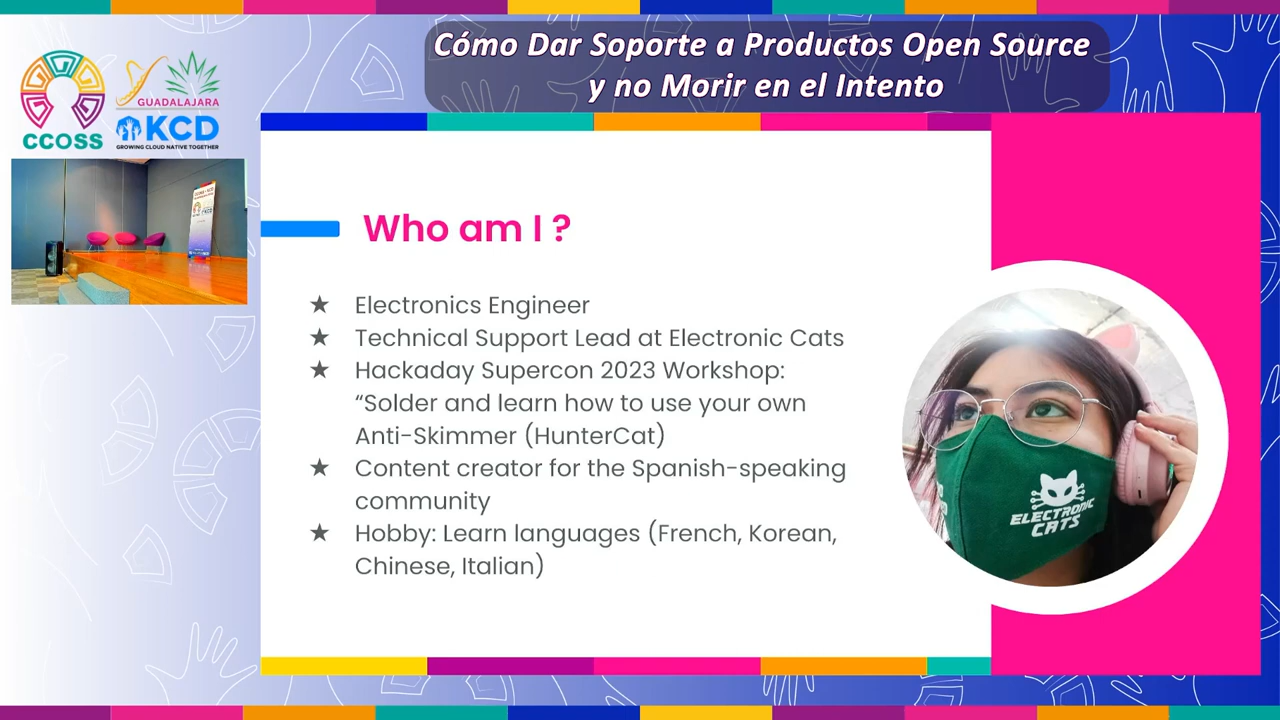 Cómo Dar Soporte a Productos Open Source
y no Morir en el Intento
CCOSS
GUADALAJARA
KCD
GROWING CLOUD NATIVE TOGETHER
Who am I ?
★ Electronics Engineer
★ Technical Support Lead at Electronic Cats
★ Hackaday Supercon 2023 Workshop:
“Solder and learn how to use your own
Anti-Skimmer (HunterCat)
★ Content creator for the Spanish-speaking
community
★ Hobby: Learn languages (French, Korean,
Chinese, Italian)
ELECTRONIC
CATS